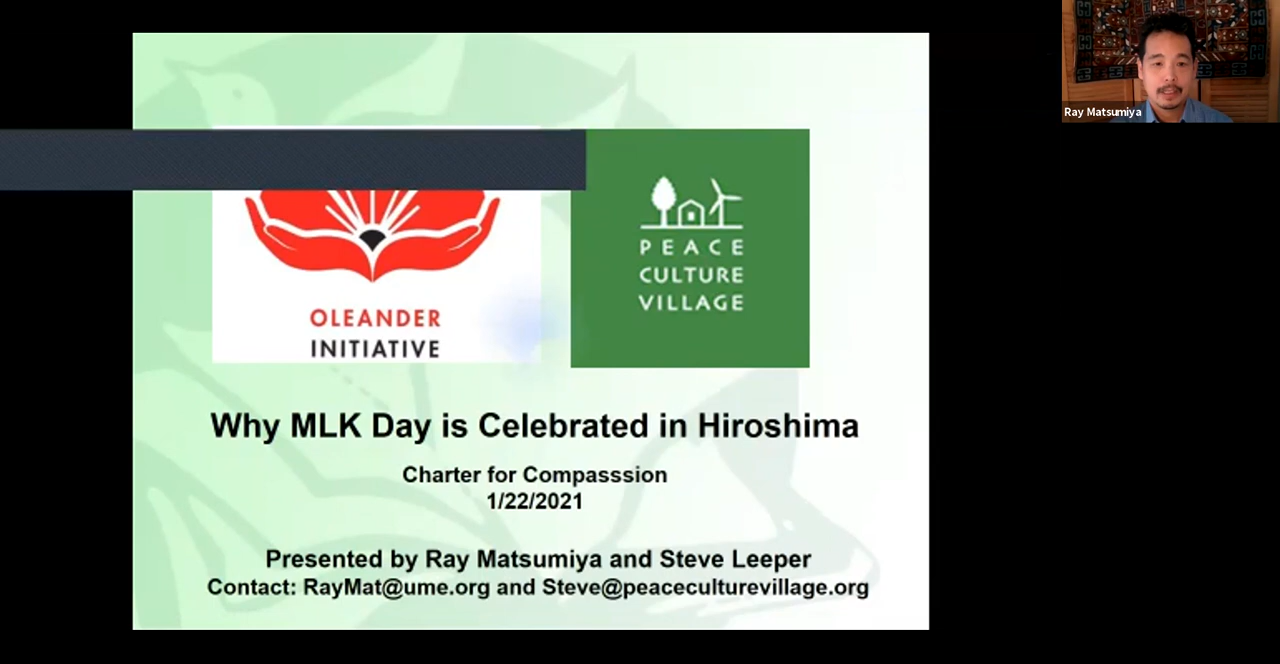 Ray Matsumiya
PEACE
CULTURE
VILLAGE
OLEANDER
INITIATIVE
Why MLK Day is Celebrated in Hiroshima
Charter for Compasssion
1/22/2021
Presented by Ray Matsumiya and Steve Leeper
Contact: RayMat@ume.org and Steve@peaceculturevillage.org